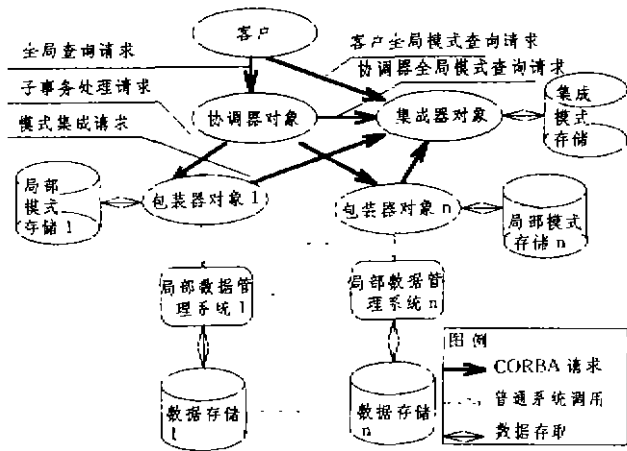 客户
全局查询请求
客户全局模式查询请求
协调器全局模式查询请求
子事务处理请求
协调器对象
集成器对象
集成
模式
存储
模式集成请求
局部
模式
存储1
包装器对象1
包装器对象n
局部模式
存储n
局部数据管
理系统1
局部数据管
理系统n
图例
CORBA 请求
普通系统调用
数据存取
数据存储
1
数据存储
n